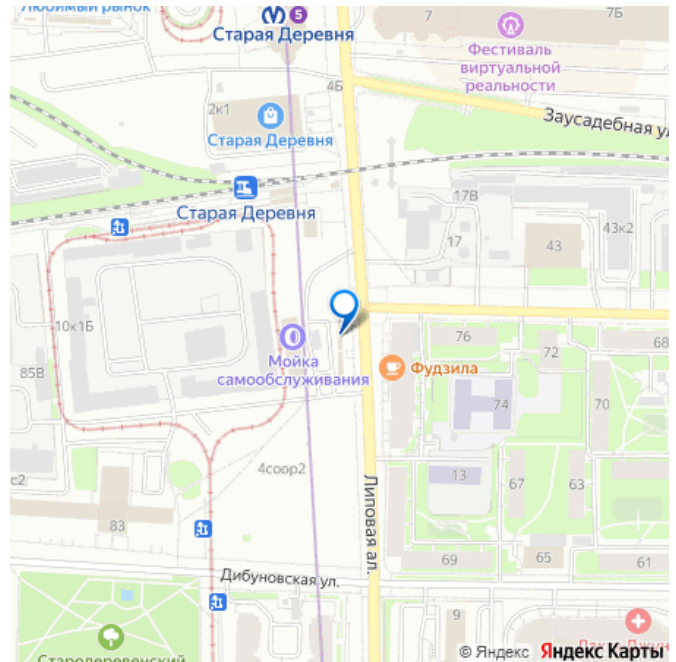 Любимый рынок
5
Старая Деревня
7
7Б
Фестиваль
виртуальной
реальности
4Б
2к1
Старая Деревня
Заусадебная ул.
Старая Деревня
17В
17
43
43к2
10к1Б
85В
Мойка
самообслуживания
Фудзила
76
72
68
74
70
13
67
63
4соор2
с2
83
Липовая ал.
69
65
61
Дибуновская ул.
9
Стародеревенский
© Яндекс Яндекс Карты